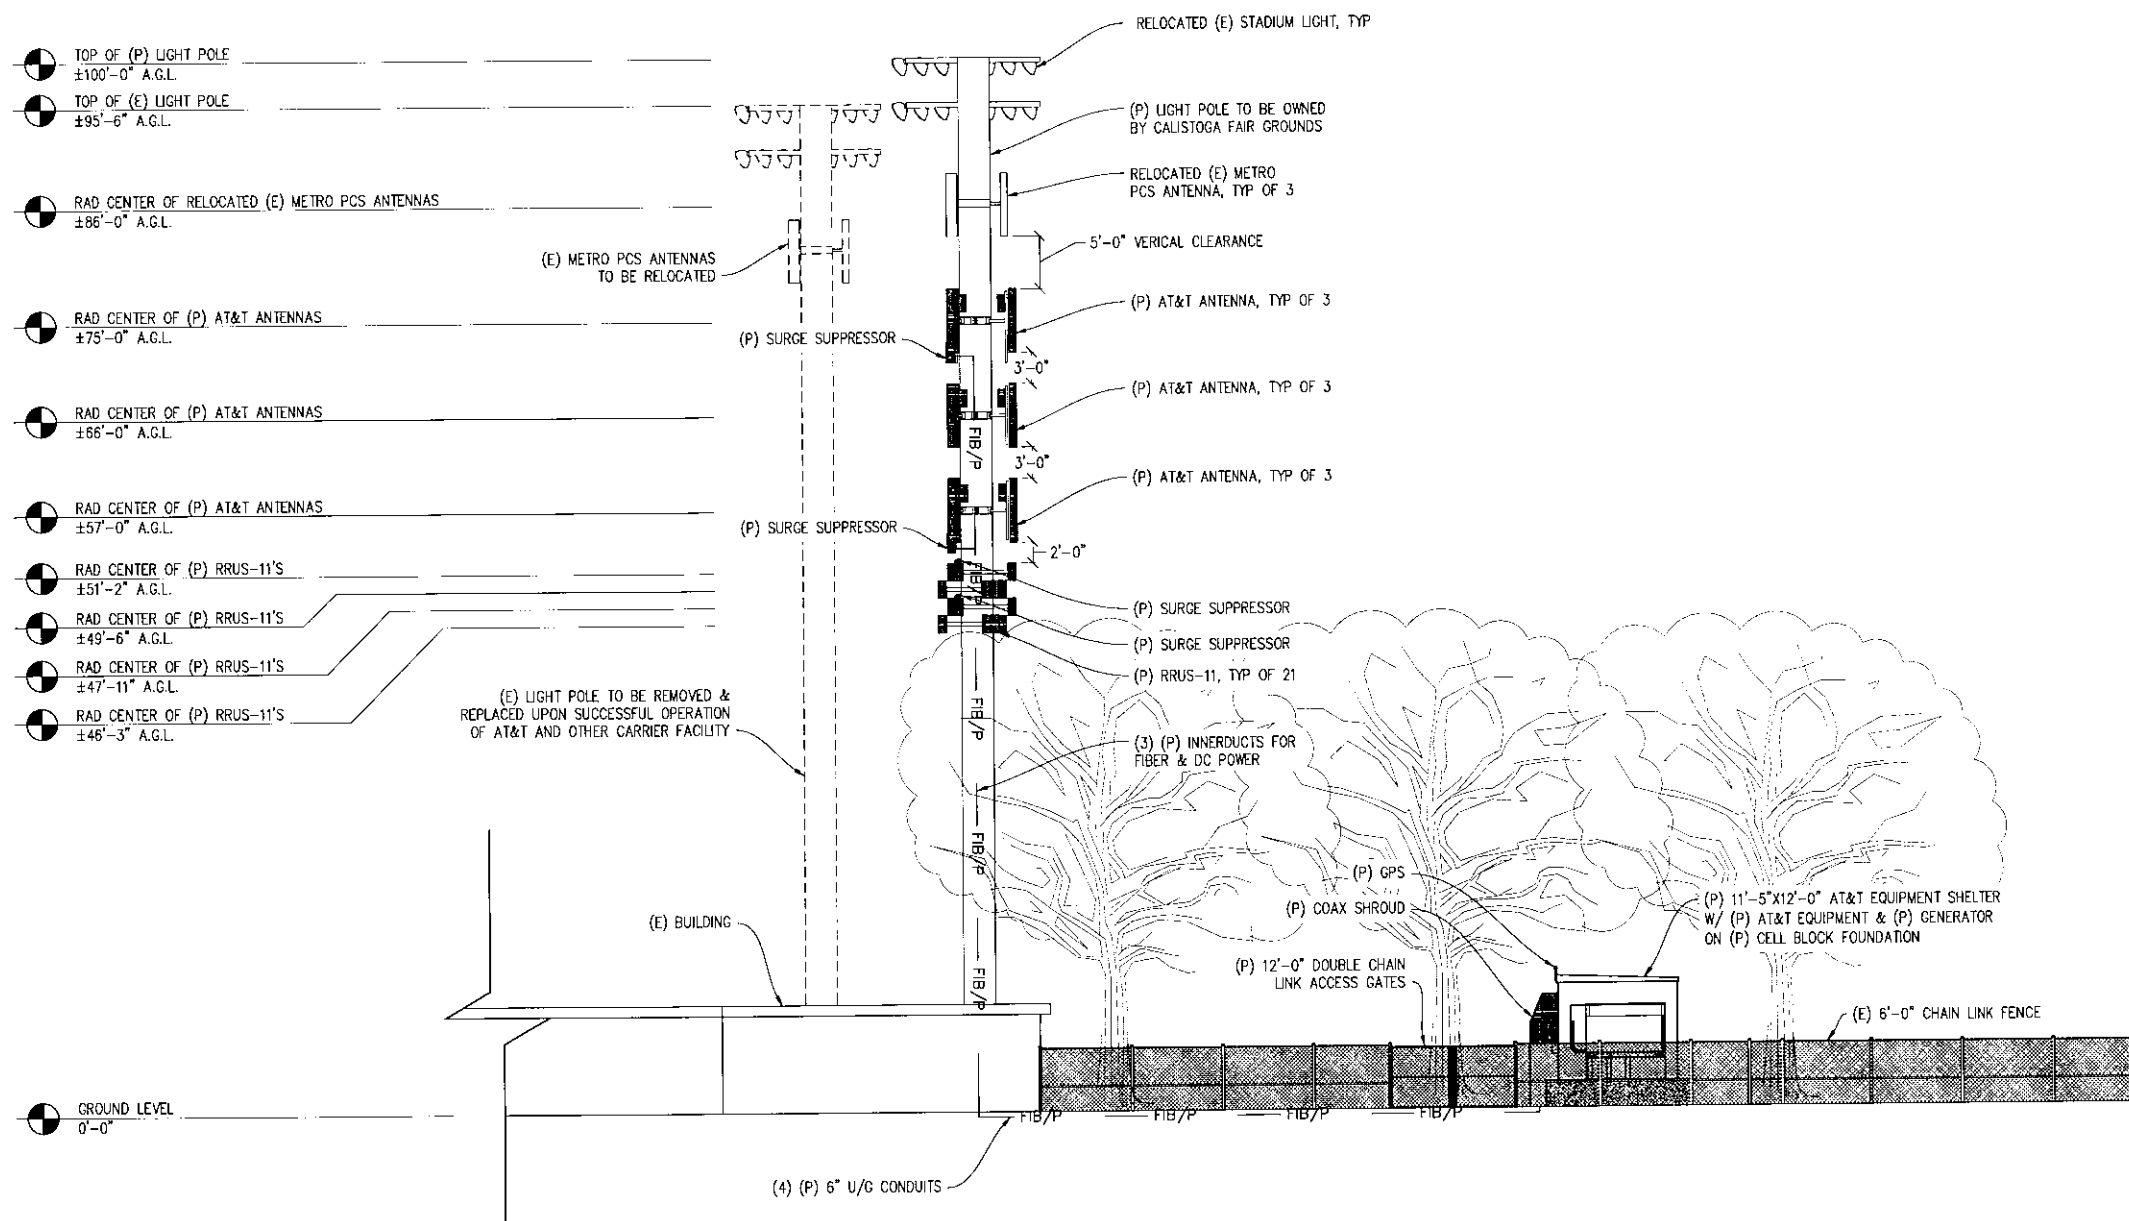 RELOCATED (E) STADIUM LIGHT, TYP
TOP OF (P) LIGHT POLE
±100'-0" A.G.L.
TOP OF (E) LIGHT POLE
±95'-6" A.G.L.
(P) LIGHT POLE TO BE OWNED
BY CALISTOGA FAIR GROUNDS
RELOCATED (E) METRO
PCS ANTENNA, TYP OF 3
RAD CENTER OF RELOCATED (E) METRO PCS ANTENNAS
±86'-0" A.G.L.
5'-0" VERICAL CLEARANCE
(E) METRO PCS ANTENNAS
TO BE RELOCATED
(P) AT&T ANTENNA, TYP OF 3
RAD CENTER OF (P) AT&T ANTENNAS
±75'-0" A.G.L.
(P) SURGE SUPPRESSOR
3'-0"
(P) AT&T ANTENNA, TYP OF 3
RAD CENTER OF (P) AT&T ANTENNAS
±66'-0" A.G.L.
FIB/P
3'-0"
(P) AT&T ANTENNA, TYP OF 3
RAD CENTER OF (P) AT&T ANTENNAS
±57'-0" A.G.L.
(P) SURGE SUPPRESSOR
2'-0"
RAD CENTER OF (P) RRUS-11'S
±51'-2" A.G.L.
FIB/P
(P) SURGE SUPPRESSOR
RAD CENTER OF (P) RRUS-11'S
±49'-6" A.G.L.
(P) SURGE SUPPRESSOR
RAD CENTER OF (P) RRUS-11'S
±47'-11" A.G.L.
(P) RRUS-11, TYP OF 21
RAD CENTER OF (P) RRUS-11'S
±46'-3" A.G.L.
(E) LIGHT POLE TO BE REMOVED &
REPLACED UPON SUCCESSFUL OPERATION
OF AT&T AND OTHER CARRIER FACILITY
FIB/P
(3) (P) INNERDUCTS FOR
FIBER & DC POWER
FIB/P
(P) GPS
(P) COAX SHROUD
(P) 11'-5"X12'-0" AT&T EQUIPMENT SHELTER
W/ (P) AT&T EQUIPMENT & (P) GENERATOR
ON (P) CELL BLOCK FOUNDATION
(E) BUILDING
(P) 12'-0" DOUBLE CHAIN
LINK ACCESS GATES
FIB/P
(E) 6'-0" CHAIN LINK FENCE
GROUND LEVEL
0'-0"
FIB/P
FIB/P
FIB/P
FIB/P
(4) (P) 6" U/G CONDUITS